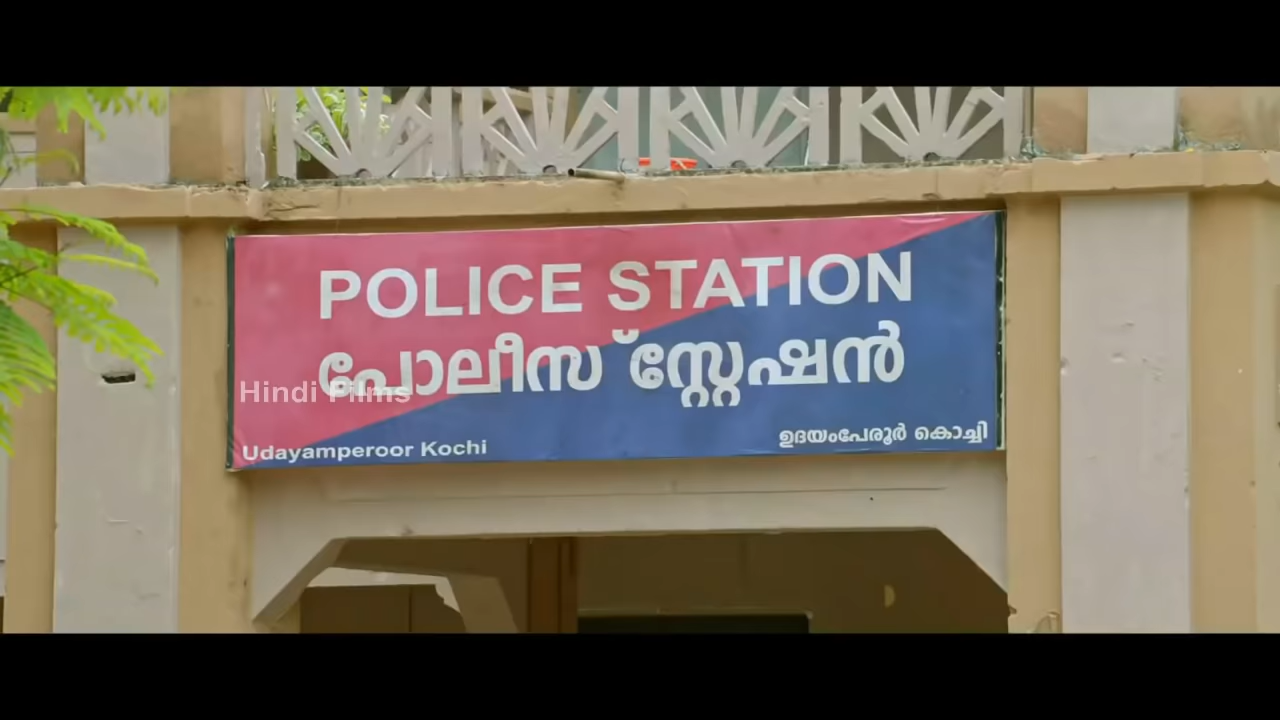 POLICE STATION
പോലീസ് സ്റ്റേഷൻ
Hindi Films
Udayamperoor Kochi
ഉദയംപേരൂർ കൊച്ചി